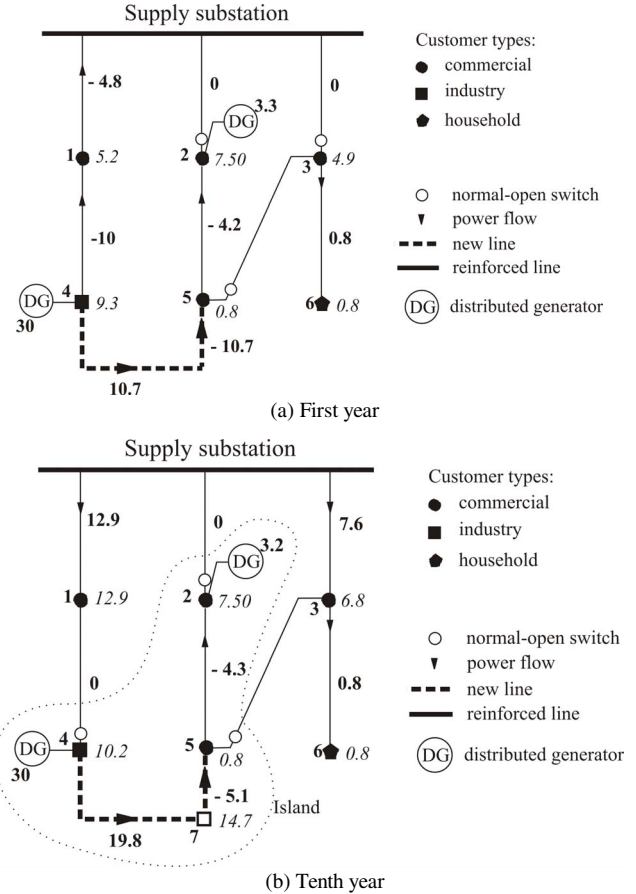 Supply substation
- 4.8
0
0
Customer types:
commercial
industry
household
DG
3.3
1
5.2
2
7.50
3
4.9
-10
- 4.2
0.8
normal-open switch
power flow
new line
reinforced line
DG
distributed generator
DG
30
4
9.3
5
0.8
6
0.8
- 10.7
10.7
(a) First year
Supply substation
12.9
0
7.6
Customer types:
commercial
industry
household
DG
3.2
1
12.9
2
7.50
3
6.8
0
- 4.3
0.8
normal-open switch
power flow
new line
reinforced line
DG
distributed generator
DG
30
4
10.2
5
0.8
6
0.8
- 5.1
Island
19.8
7
14.7
(b) Tenth year